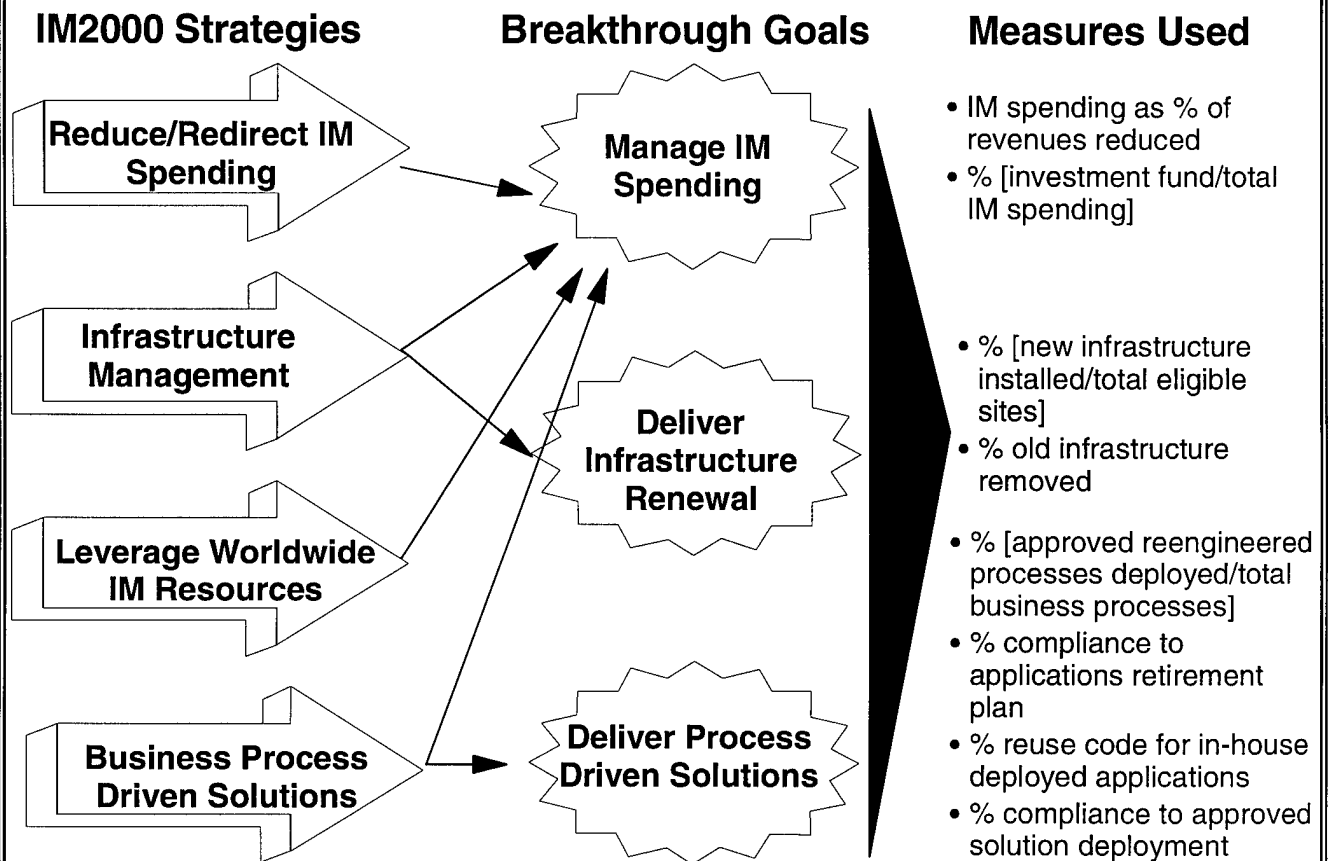 IM2000 Strategies
Breakthrough Goals
Measures Used
Reduce/Redirect IM
Spending
Infrastructure
Management
Leverage Worldwide
IM Resources
Business Process
Driven Solutions
Manage IM
Spending
Deliver
Infrastructure
Renewal
Deliver Process
Driven Solutions
• IM spending as % of
revenues reduced
• % [investment fund/total
IM spending]
• % [new infrastructure
installed/total eligible
sites]
• % old infrastructure
removed
• % [approved reengineered
processes deployed/total
business processes]
• % compliance to
applications retirement
plan
• % reuse code for in-house
deployed applications
• % compliance to approved
solution deployment